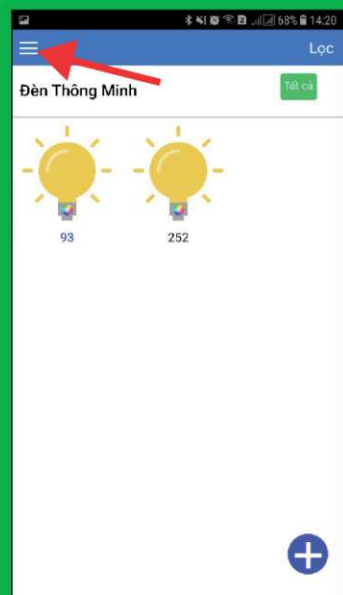 68% 14:20
Lọc
Đèn Thông Minh
Tất cả
93
252